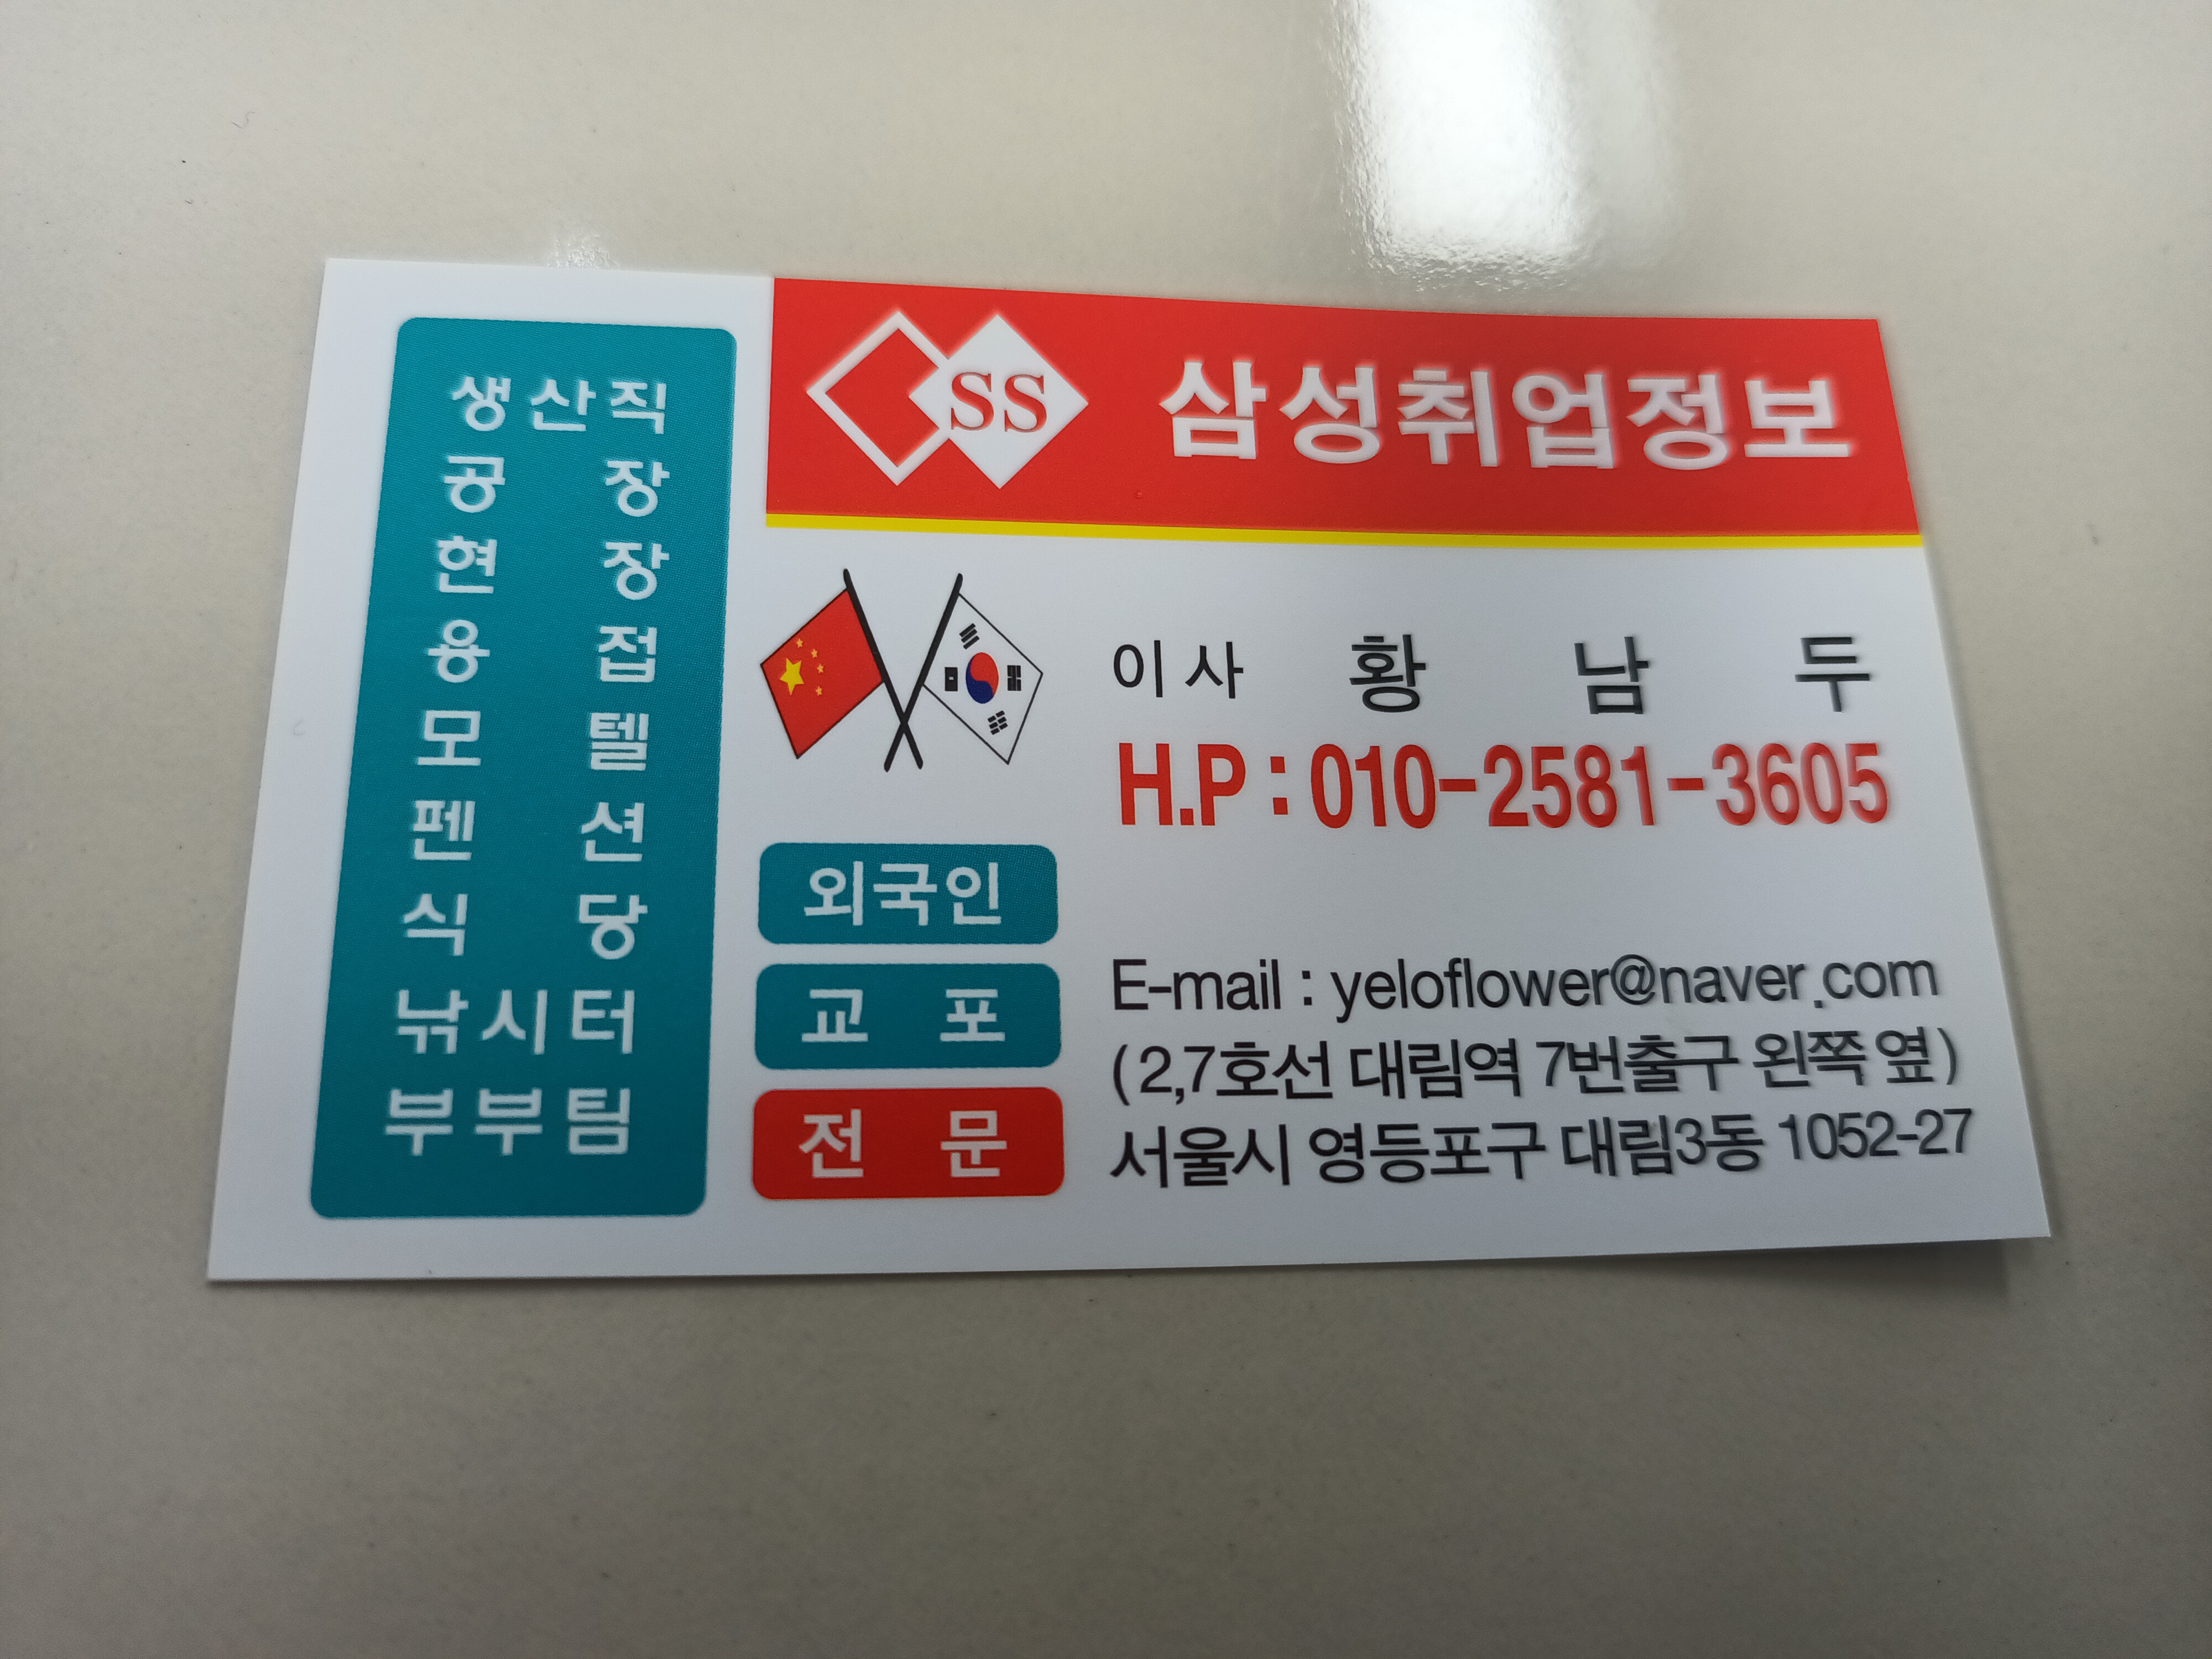 생산직
공장
현장
용접
모텔
펜션
식당
낚시터
부부팀
SS 삼성취업정보
이사 황남두
H.P : 010-2581-3605
외국인
교포
전문
E-mail : yeloflower@naver.com
(2,7호선 대림역 7번출구 왼쪽 옆)
서울시 영등포구 대림3동 1052-27